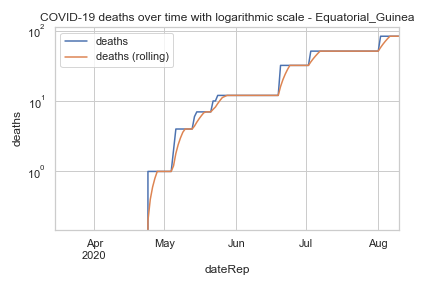 COVID-19 deaths over time with logarithmic scale - Equatorial_Guinea
10²
deaths
deaths (rolling)
10¹
10⁰
deaths
Apr
2020
May
Jun
Jul
Aug
dateRep